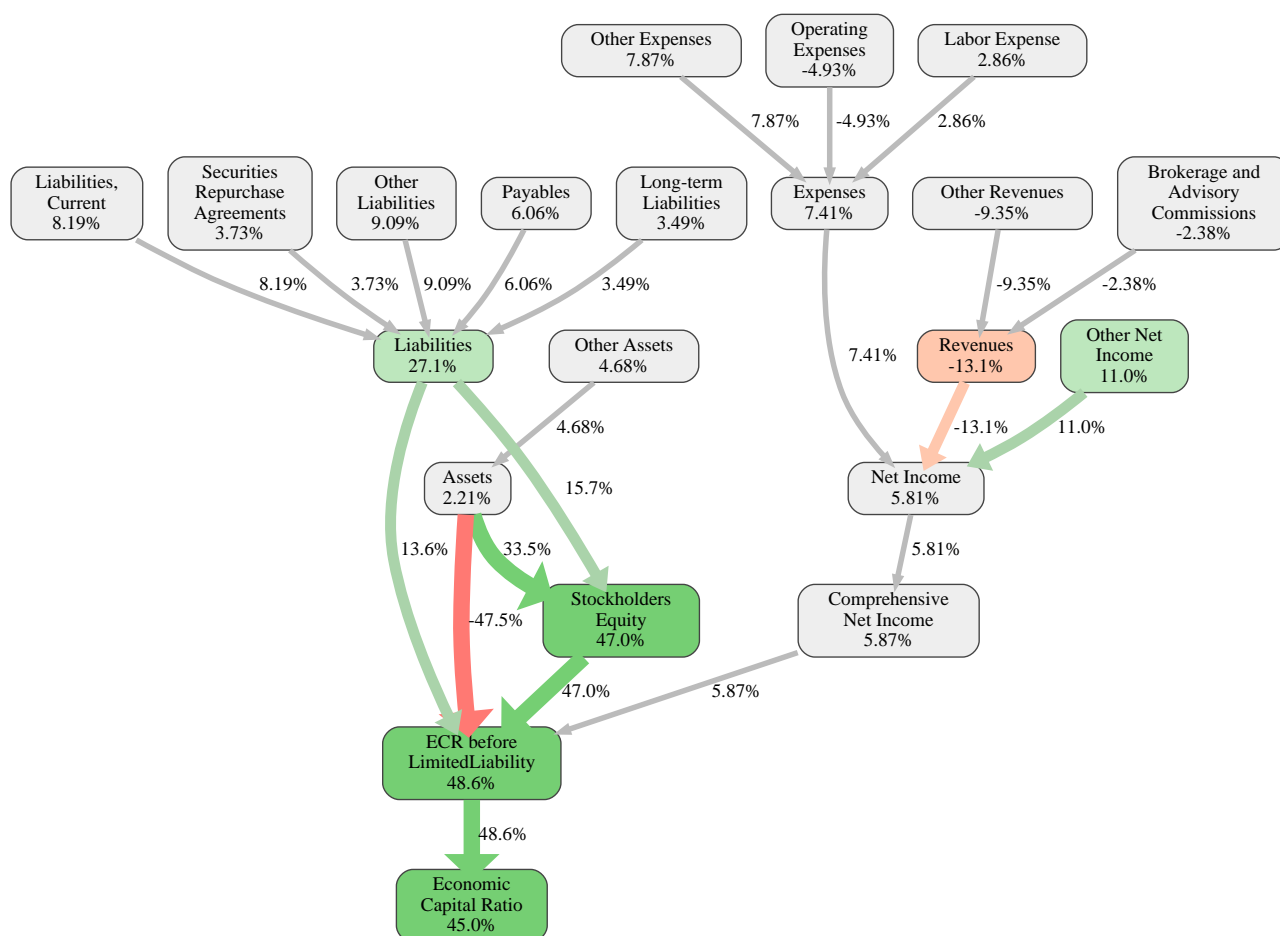 Other Expenses
7.87%
Operating
Expenses
-4.93%
Labor Expense
2.86%
7.87%
-4.93%
2.86%
Liabilities,
Current
8.19%
Securities
Repurchase
Agreements
3.73%
Other
Liabilities
9.09%
Payables
6.06%
Long-term
Liabilities
3.49%
Expenses
7.41%
Other Revenues
-9.35%
Brokerage and
Advisory
Commissions
-2.38%
8.19%
3.73%
9.09%
6.06%
3.49%
-9.35%
-2.38%
Liabilities
27.1%
Other Assets
4.68%
7.41%
Revenues
-13.1%
Other Net
Income
11.0%
4.68%
-13.1%
11.0%
Assets
2.21%
15.7%
Net Income
5.81%
13.6%
33.5%
5.81%
-47.5%
Stockholders
Equity
47.0%
Comprehensive
Net Income
5.87%
47.0%
5.87%
ECR before
LimitedLiability
48.6%
48.6%
Economic
Capital Ratio
45.0%